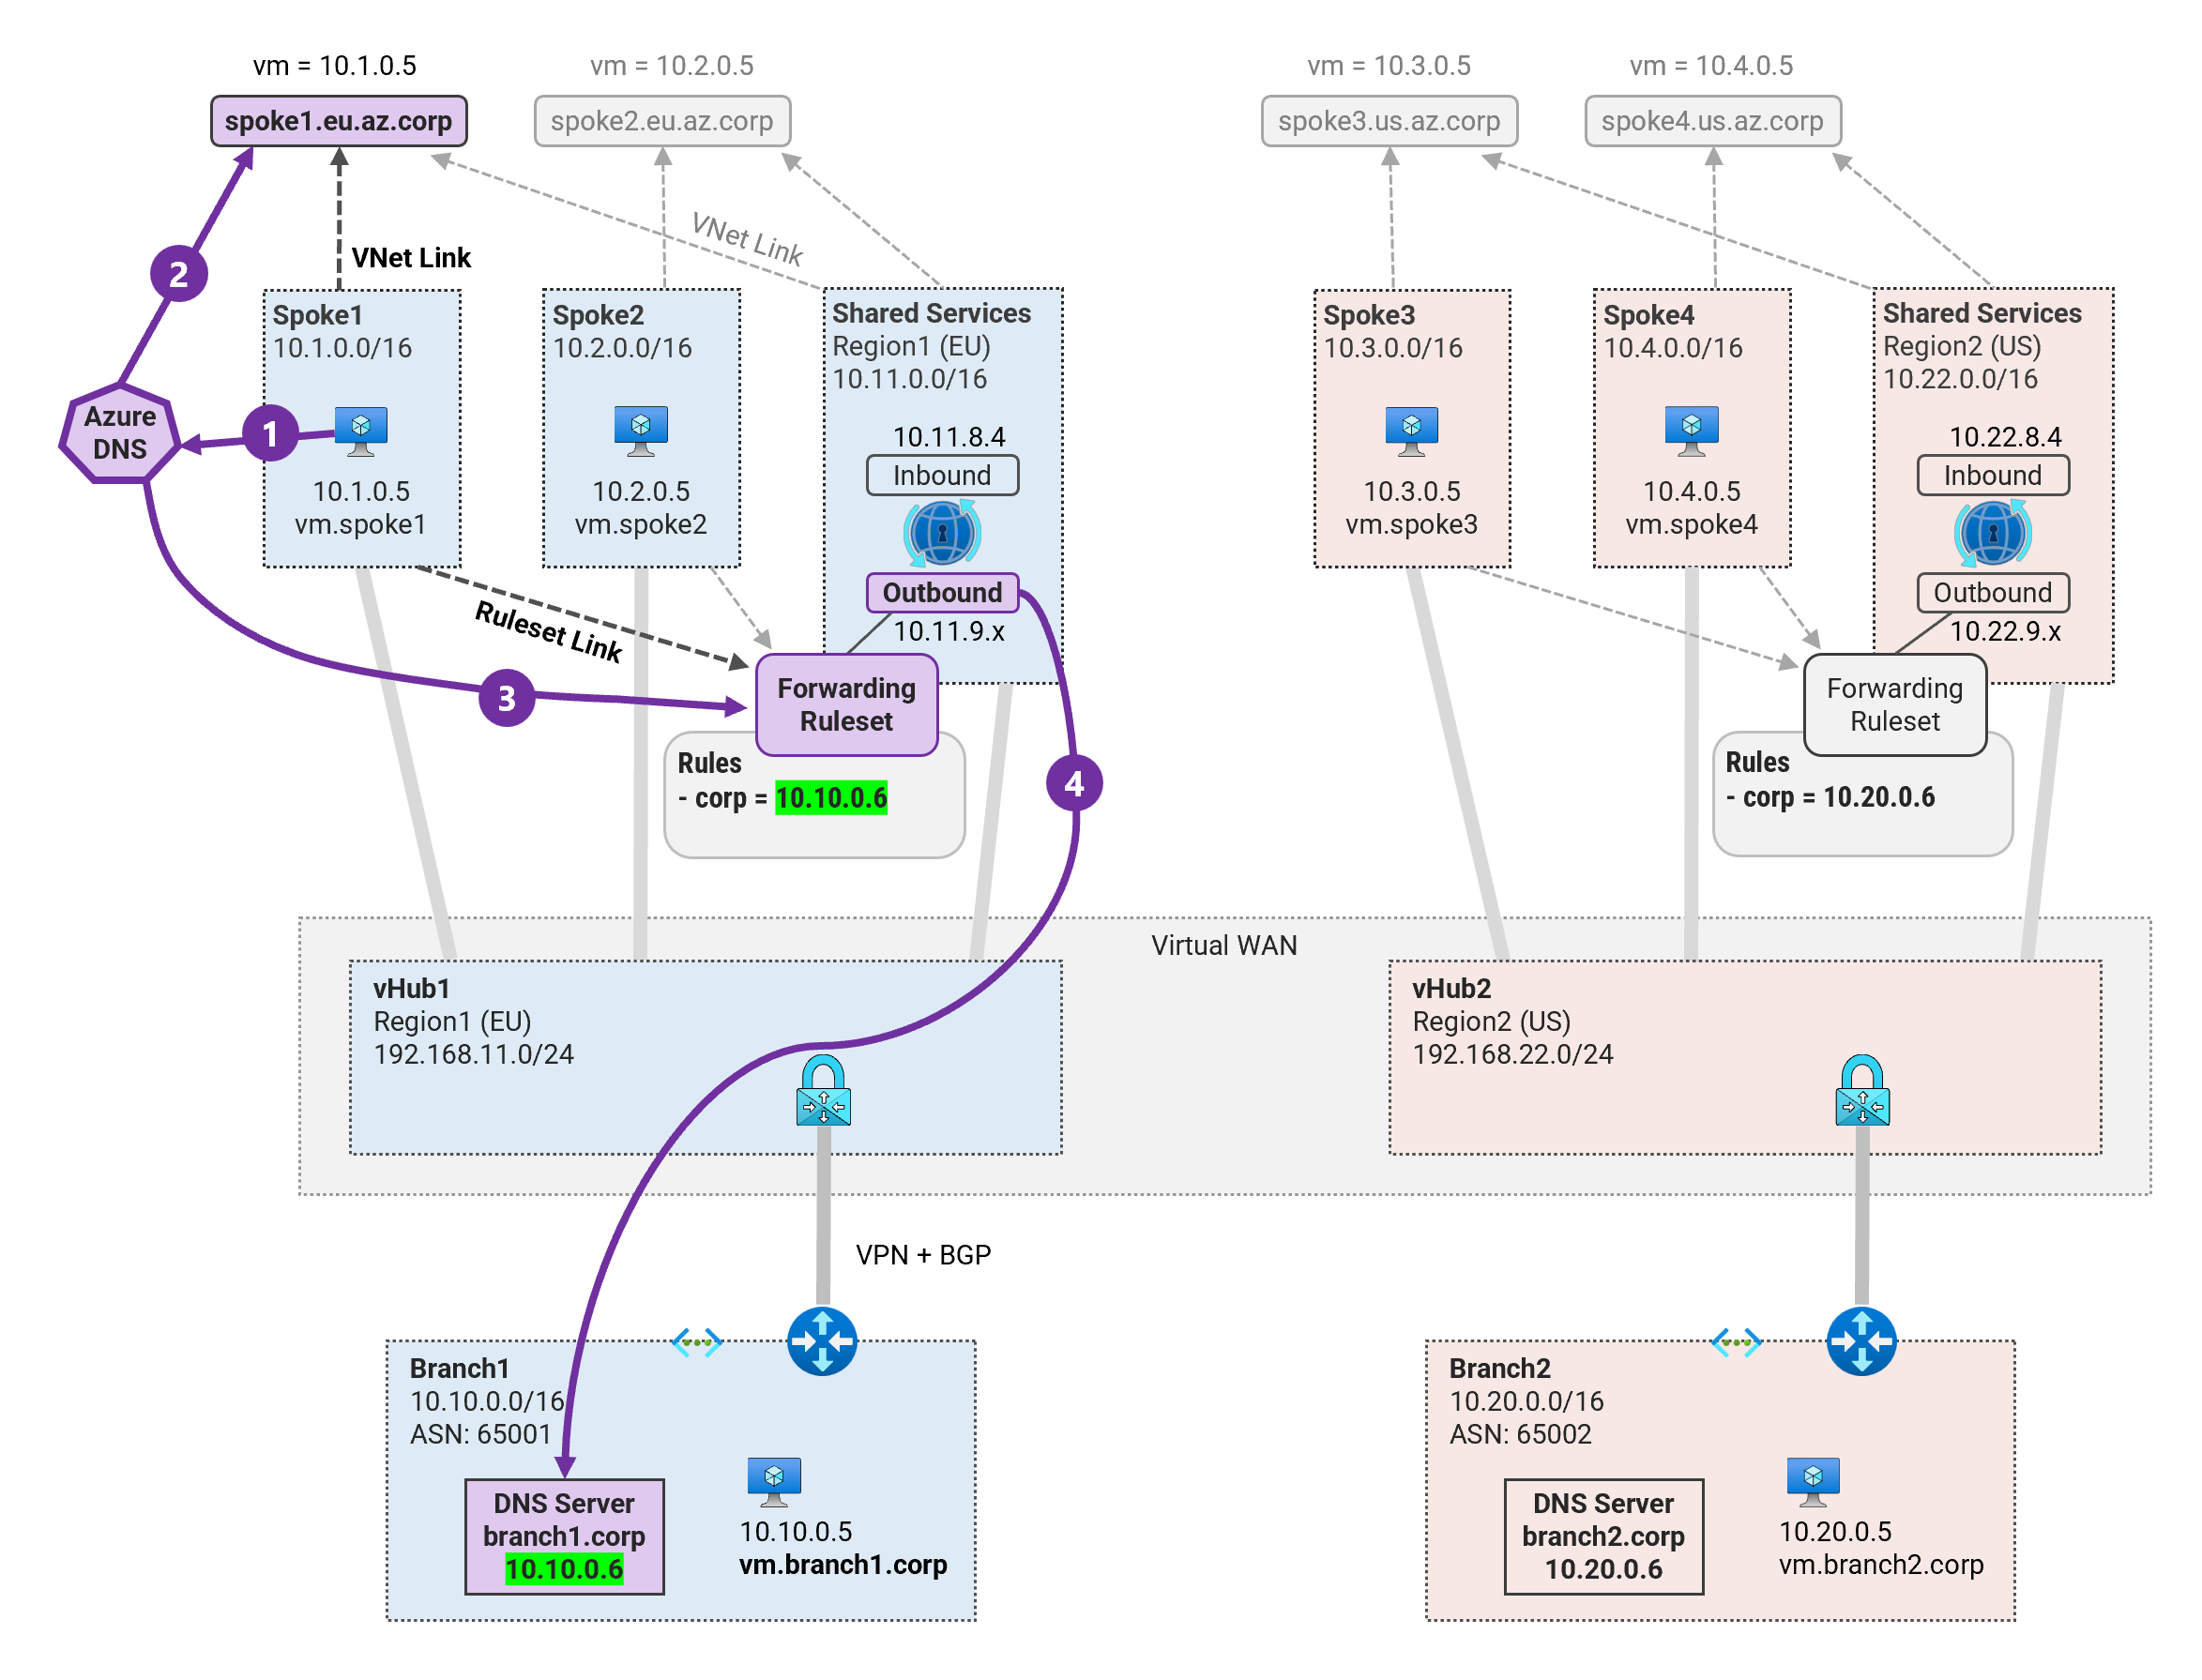 vm = 10.1.0.5
spoke1.eu.az.corp
vm = 10.2.0.5
spoke2.eu.az.corp
vm = 10.3.0.5
spoke3.us.az.corp
vm = 10.4.0.5
spoke4.us.az.corp
2
VNet Link
VNet Link
Azure
DNS
1
Spoke1
10.1.0.0/16
10.1.0.5
vm.spoke1
Spoke2
10.2.0.0/16
10.2.0.5
vm.spoke2
Shared Services
Region1 (EU)
10.11.0.0/16
10.11.8.4
Inbound
Outbound
10.11.9.x
Ruleset Link
3
Forwarding
Ruleset
Rules
- corp = 10.10.0.6
4
Spoke3
10.3.0.0/16
10.3.0.5
vm.spoke3
Spoke4
10.4.0.0/16
10.4.0.5
vm.spoke4
Shared Services
Region2 (US)
10.22.0.0/16
10.22.8.4
Inbound
Outbound
10.22.9.x
Forwarding
Ruleset
Rules
- corp = 10.20.0.6
Virtual WAN
vHub1
Region1 (EU)
192.168.11.0/24
vHub2
Region2 (US)
192.168.22.0/24
VPN + BGP
Branch1
10.10.0.0/16
ASN: 65001
DNS Server
branch1.corp
10.10.0.6
10.10.0.5
vm.branch1.corp
Branch2
10.20.0.0/16
ASN: 65002
DNS Server
branch2.corp
10.20.0.6
10.20.0.5
vm.branch2.corp